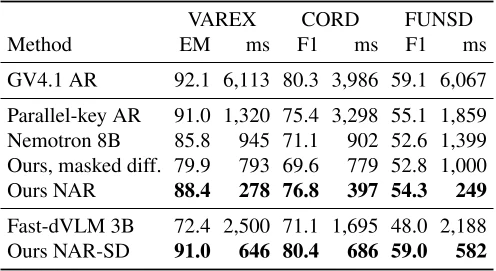 VAREX CORD FUNSD
Method EM ms F1 ms F1 ms
GV4.1 AR 92.1 6,113 80.3 3,986 59.1 6,067
Parallel-key AR 91.0 1,320 75.4 3,298 55.1 1,859
Nemotron 8B 85.8 945 71.1 902 52.6 1,399
Ours, masked diff. 79.9 793 69.6 779 52.8 1,000
Ours NAR 88.4 278 76.8 397 54.3 249
Fast-dVLM 3B 72.4 2,500 71.1 1,695 48.0 2,188
Ours NAR-SD 91.0 646 80.4 686 59.0 582